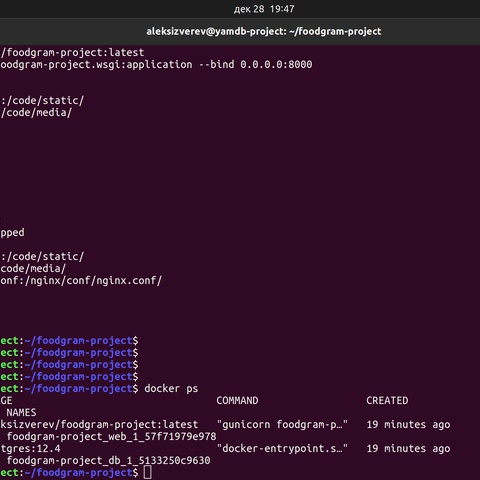 дек 28 19:47
aleksizverev@yamdb-project: ~/foodgram-project
/foodgram-project:latest
oodgram-project.wsgi:application --bind 0.0.0.0:8000
:/code/static/
/code/media/
pped
:/code/static/
code/media/
onf:/nginx/conf/nginx.conf/
ect:~/foodgram-project$
ect:~/foodgram-project$
ect:~/foodgram-project$
ect:~/foodgram-project$
ect:~/foodgram-project$ docker ps
GE COMMAND CREATED
NAMES
ksizverev/foodgram-project:latest "gunicorn foodgram-p…" 19 minutes ago
foodgram-project_web_1_57f71979e978
tgres:12.4 "docker-entrypoint.s…" 19 minutes ago
foodgram-project_db_1_5133250c9630
ect:~/foodgram-project$